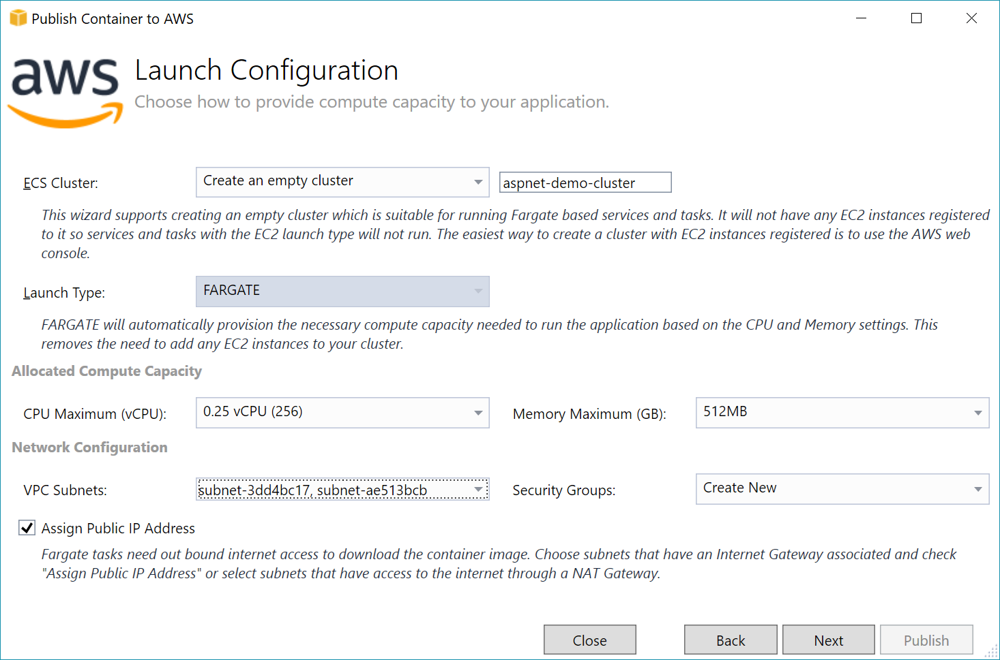 Publish Container to AWS
aws
Launch Configuration
Choose how to provide compute capacity to your application.
ECS Cluster:
Create an empty cluster
aspnet-demo-cluster
This wizard supports creating an empty cluster which is suitable for running Fargate based services and tasks. It will not have any EC2 instances registered
to it so services and tasks with the EC2 launch type will not run. The easiest way to create a cluster with EC2 instances registered is to use the AWS web
console.
Launch Type:
FARGATE
FARGATE will automatically provision the necessary compute capacity needed to run the application based on the CPU and Memory settings. This
removes the need to add any EC2 instances to your cluster.
Allocated Compute Capacity
CPU Maximum (vCPU):
0.25 vCPU (256)
Memory Maximum (GB):
512MB
Network Configuration
VPC Subnets:
subnet-3dd4bc17, subnet-ae513bcb
Security Groups:
Create New
Assign Public IP Address
Fargate tasks need out bound internet access to download the container image. Choose subnets that have an Internet Gateway associated and check
"Assign Public IP Address" or select subnets that have access to the internet through a NAT Gateway.
Close
Back
Next
Publish